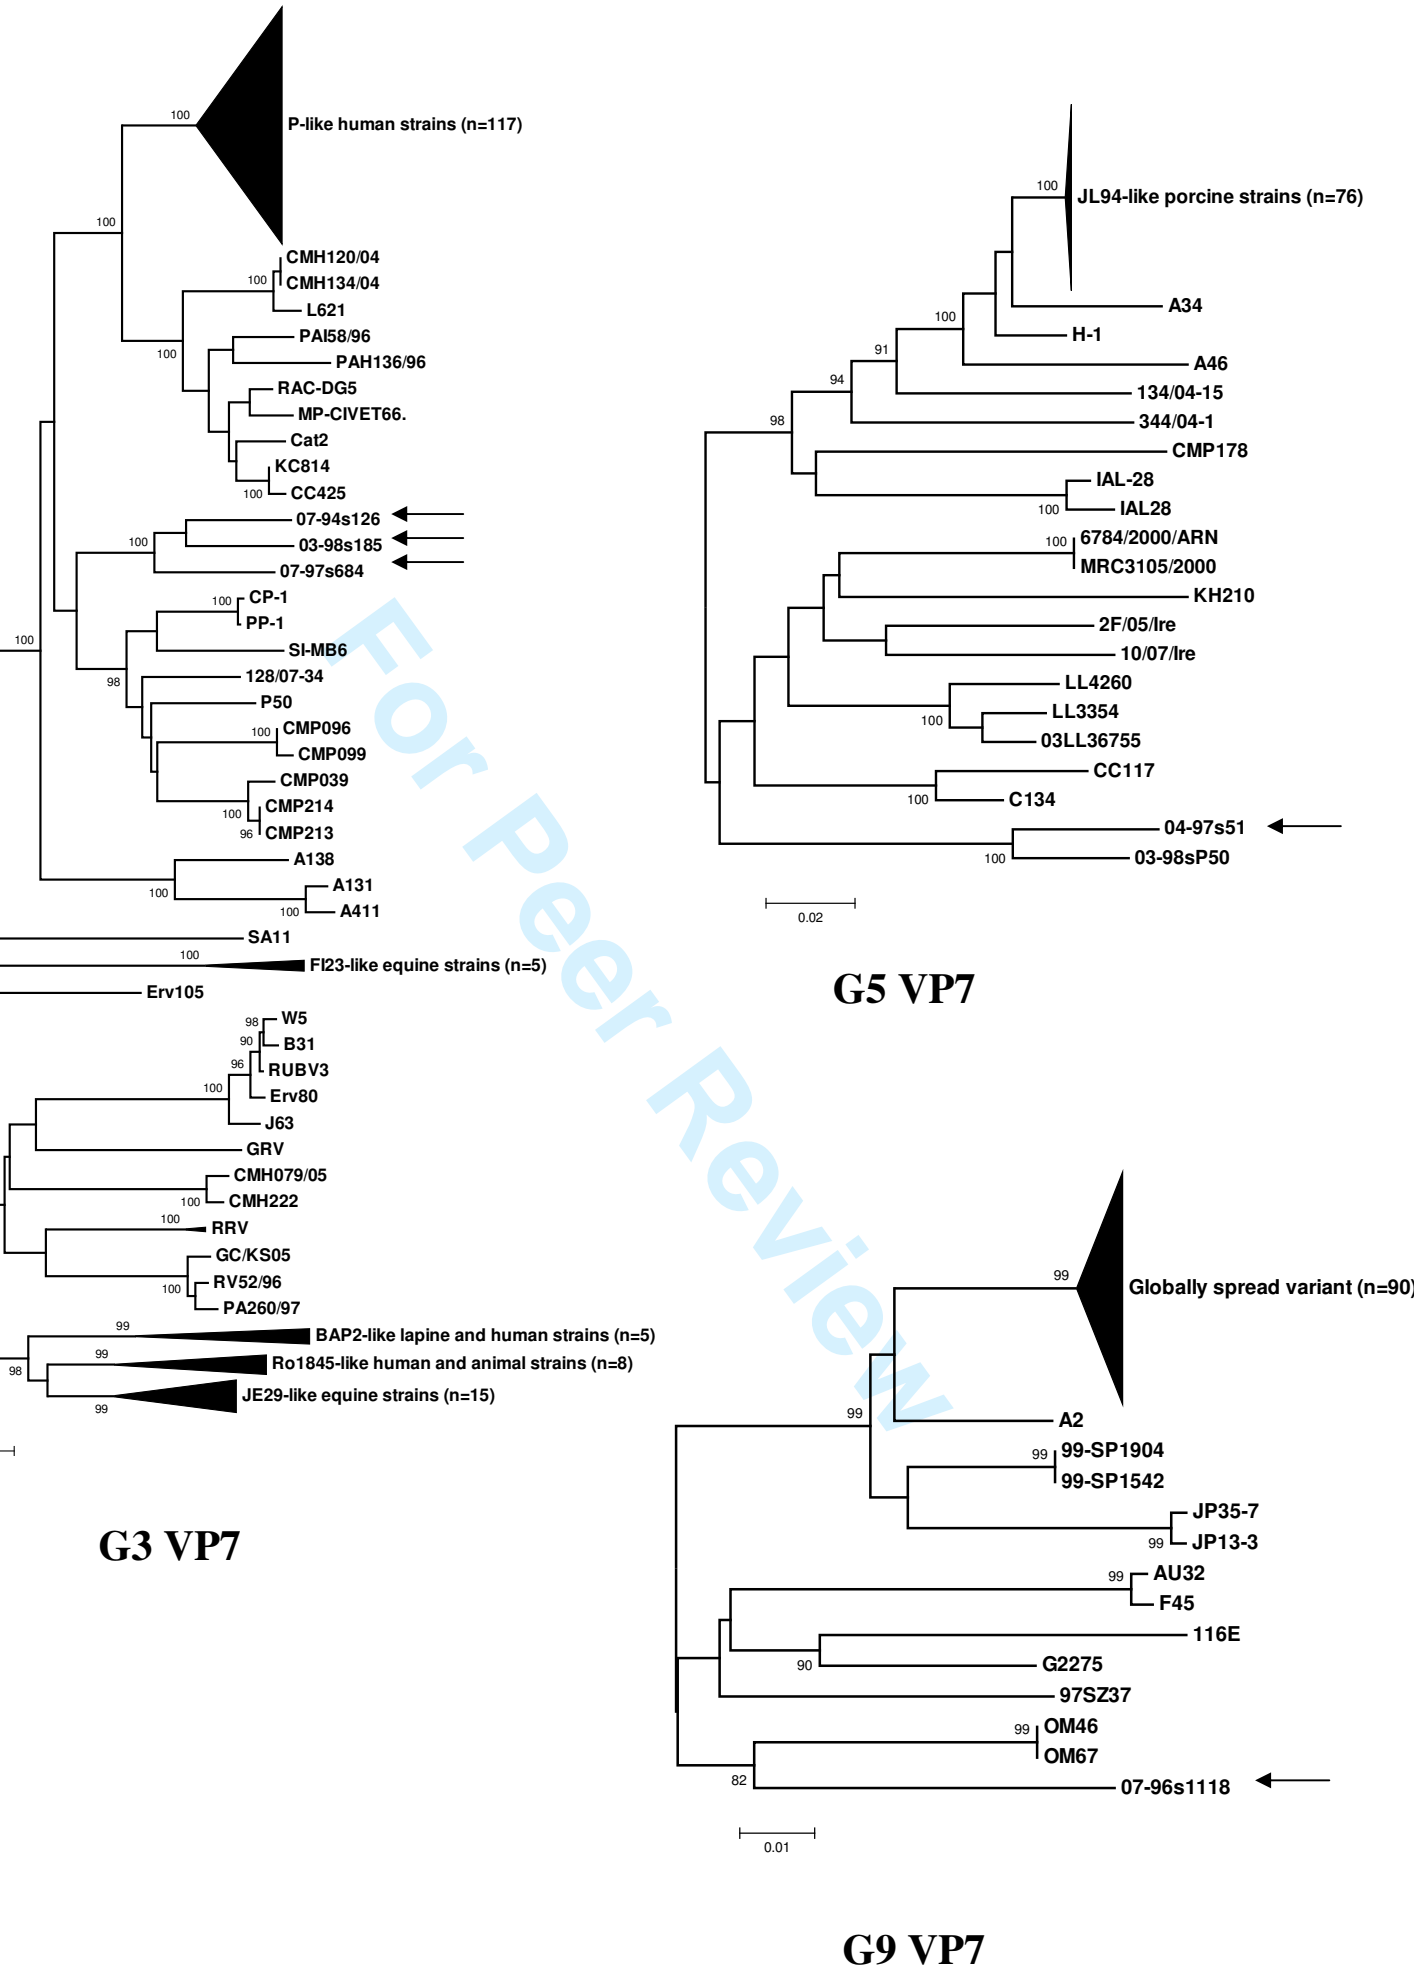 100
P-like human strains (n=117)
100
CMH120/04
100
CMH134/04
L621
PAI58/96
100
PAH136/96
RAC-DG5
MP-CIVET66.
Cat2
KC814
100
CC425
07-94s126
100
03-98s185
07-97s684
100
CP-1
PP-1
100
SI-MB6
98
128/07-34
P50
100
CMP096
CMP099
CMP039
100
CMP214
96
CMP213
A138
100
A131
100
A411
SA11
100
FI23-like equine strains (n=5)
Erv105
98
W5
90
B31
96
RUBV3
100
Erv80
J63
GRV
CMH079/05
100
CMH222
100
RRV
GC/KS05
100
RV52/96
PA260/97
99
BAP2-like lapine and human strains (n=5)
98
99
Ro1845-like human and animal strains (n=8)
99
JE29-like equine strains (n=15)
G3 VP7
100
JL94-like porcine strains (n=76)
A34
100
H-1
91
A46
94
134/04-15
98
344/04-1
CMP178
IAL-28
100
IAL28
100
6784/2000/ARN
MRC3105/2000
KH210
2F/05/Ire
10/07/Ire
LL4260
100
LL3354
03LL36755
CC117
100
C134
04-97s51
100
03-98sP50
0.02
G5 VP7
99
Globally spread variant (n=90)
99
A2
99
99-SP1904
99-SP1542
JP35-7
99
JP13-3
99
AU32
F45
116E
90
G2275
97SZ37
99
OM46
OM67
82
07-96s1118
0.01
G9 VP7
For Peer Review